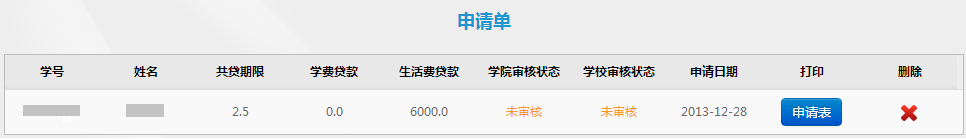 申请单
学号 姓名 共贷期限 学费贷款 生活费贷款 学院审核状态 学校审核状态 申请日期 打印 删除
2.5 0.0 6000.0 未审核 未审核 2013-12-28 申请表